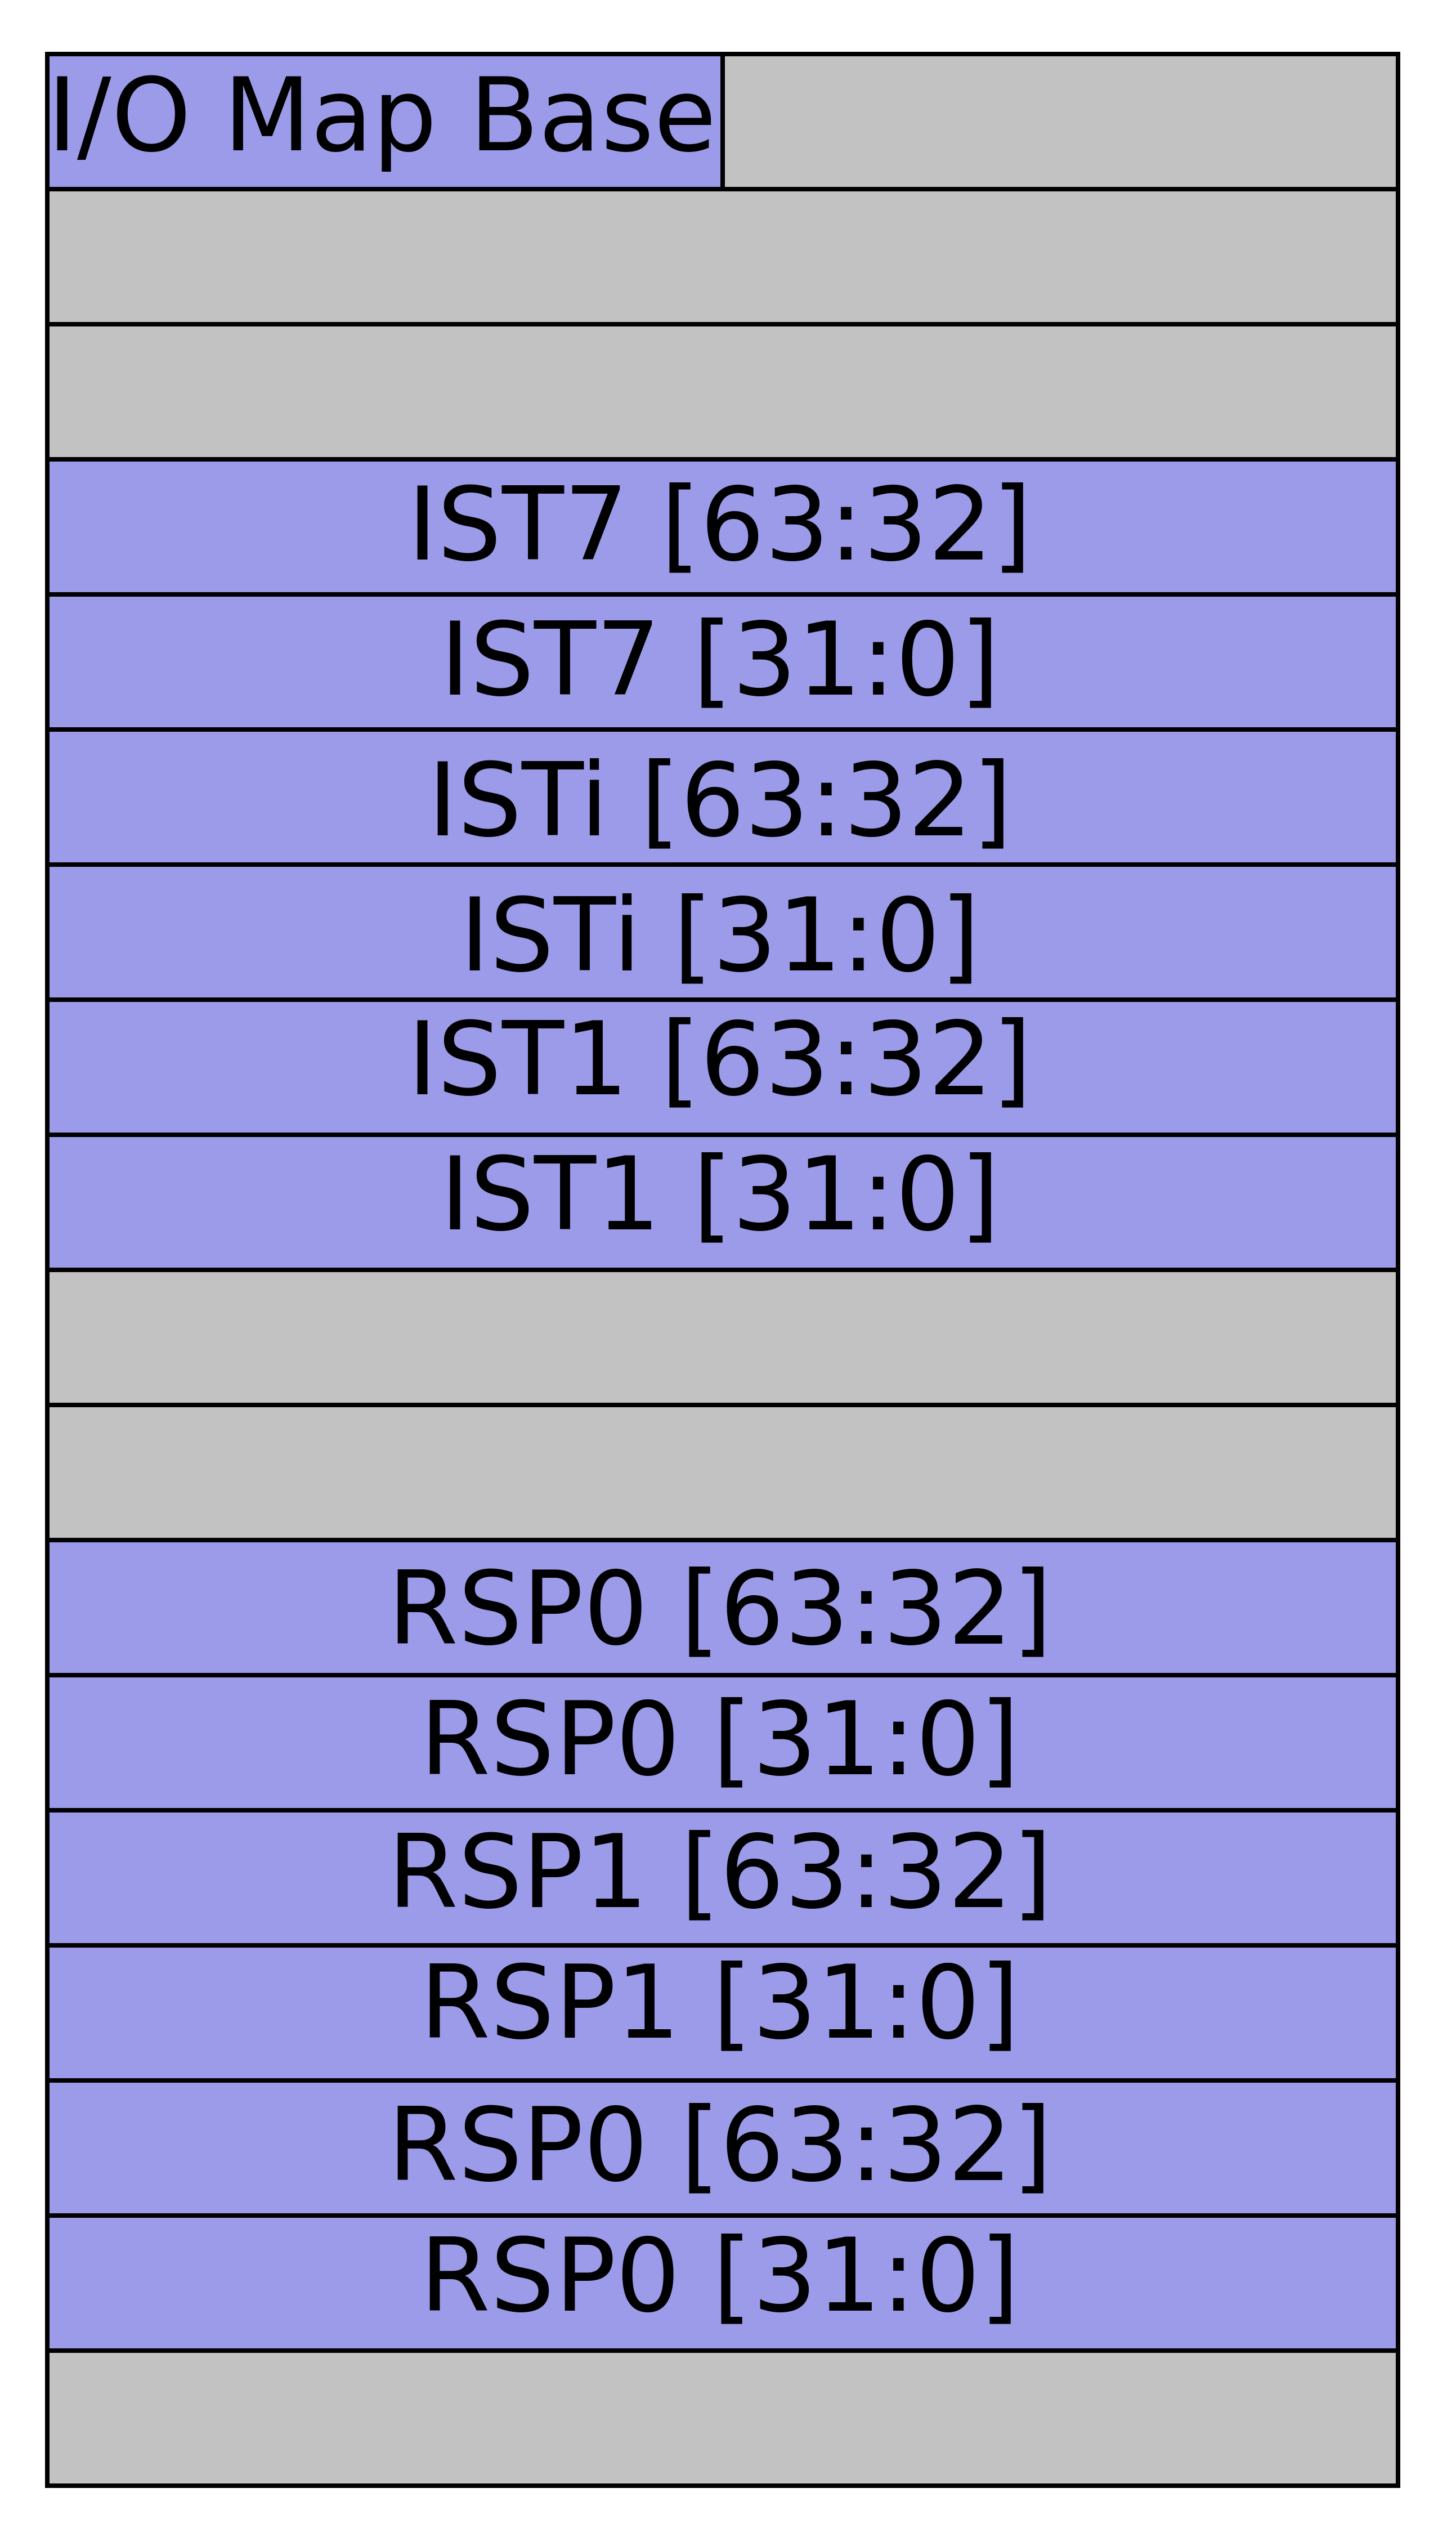 I/O Map Base
IST7 [63:32]
IST7 [31:0]
ISTi [63:32]
ISTi [31:0]
IST1 [63:32]
IST1 [31:0]
RSP0 [63:32]
RSP0 [31:0]
RSP1 [63:32]
RSP1 [31:0]
RSP0 [63:32]
RSP0 [31:0]